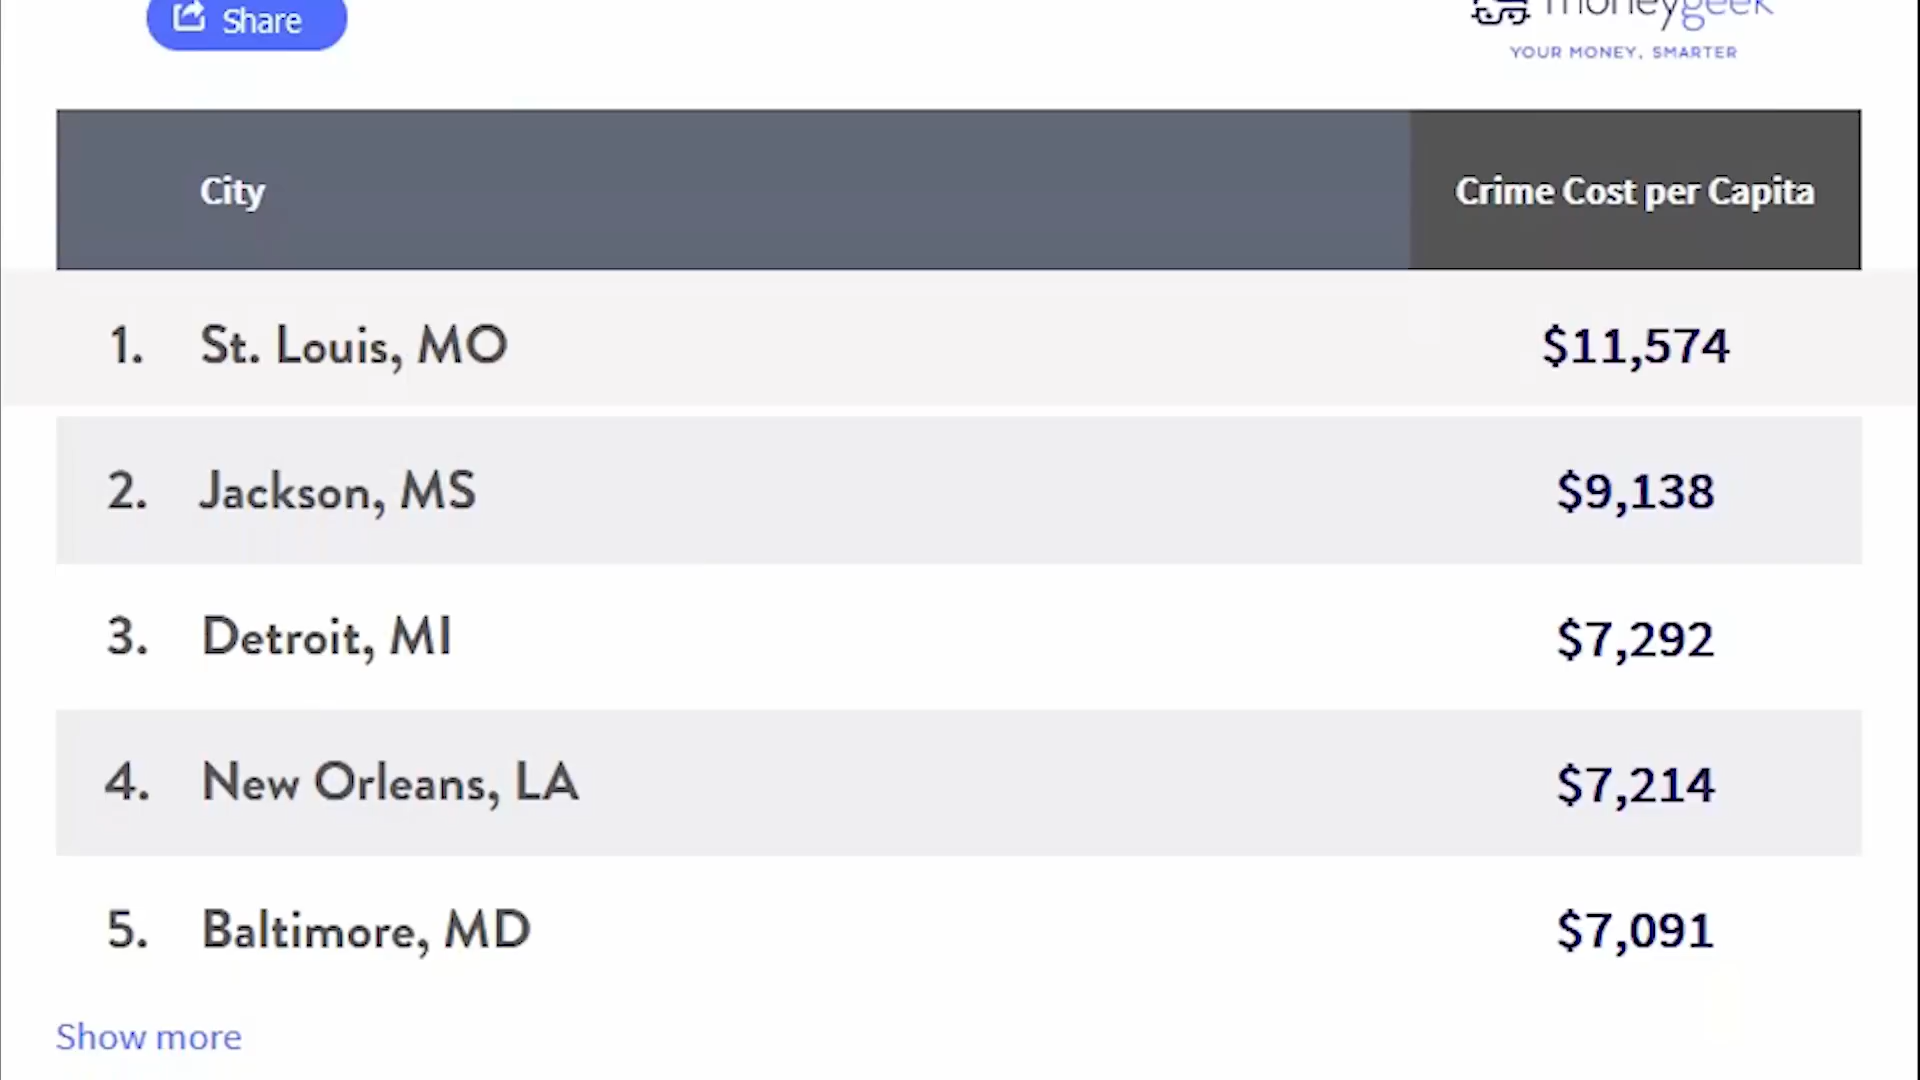 Share
moneygeek
YOUR MONEY, SMARTER
City Crime Cost per Capita
1. St. Louis, MO $11,574
2. Jackson, MS $9,138
3. Detroit, MI $7,292
4. New Orleans, LA $7,214
5. Baltimore, MD $7,091
Show more